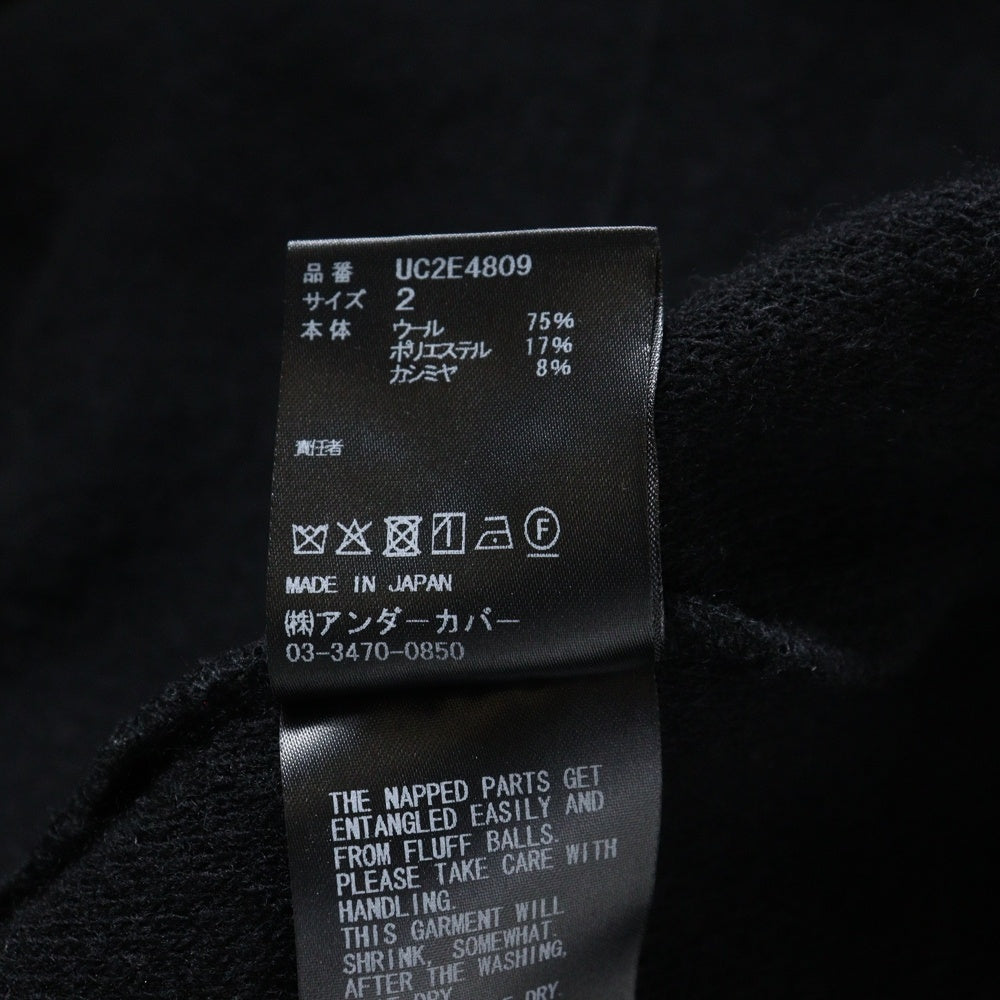 品番 UC2E4809
サイズ 2
本体 ウール 75%
ポリエステル 17%
カシミヤ 8%
責任者
F
MADE IN JAPAN
㈱アンダーカバー
03-3470-0850
THE NAPPED PARTS GET
ENTANGLED EASILY AND
FROM FLUFF BALLS.
PLEASE TAKE CARE WITH
HANDLING.
THIS GARMENT WILL
SHRINK, SOMEWHAT.
AFTER THE WASHING,
DRY. DRY.